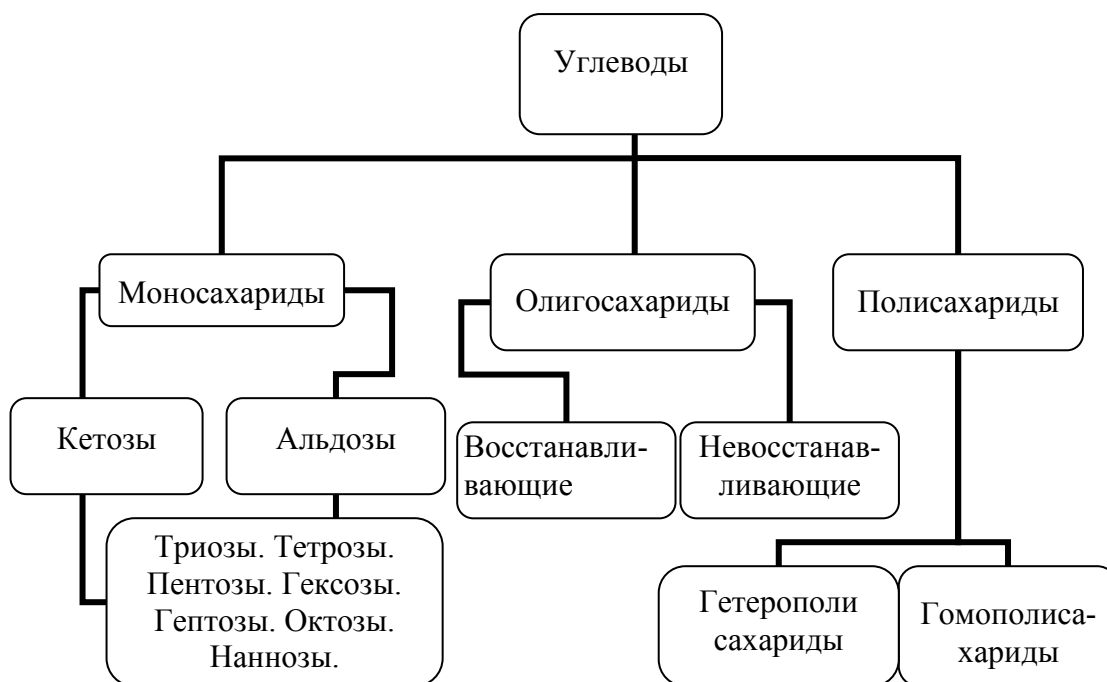 Углеводы
Моносахариды
Олигосахариды
Полисахариды
Кетозы
Альдозы
Восстанавли-
вающие
Невосстанав-
ливающие
Триозы. Тетрозы.
Пентозы. Гексозы.
Гептозы. Октозы.
Наннозы.
Гетерополи
сахариды
Гомополиса-
хариды